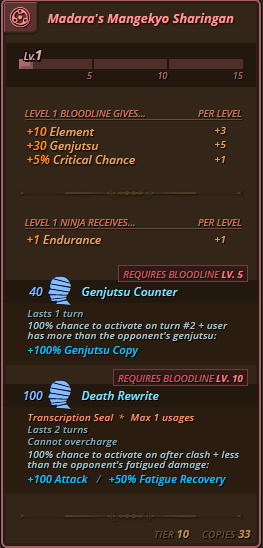 Madara's Mangekyo Sharingan
Lv.1
5 10 15
LEVEL 1 BLOODLINE GIVES... PER LEVEL
+10 Element +3
+30 Genjutsu +5
+5% Critical Chance +1
LEVEL 1 NINJA RECEIVES... PER LEVEL
+1 Endurance +1
REQUIRES BLOODLINE LV. 5
40 Genjutsu Counter
Lasts 1 turn
100% chance to activate on turn #2 + user
has more than the opponent's genjutsu:
+100% Genjutsu Copy
REQUIRES BLOODLINE LV. 10
100 Death Rewrite
Transcription Seal * Max 1 usages
Lasts 2 turns
Cannot overcharge
100% chance to activate on after clash + less
than the opponent's fatigued damage:
+100 Attack / +50% Fatigue Recovery
TIER 10 COPIES 33